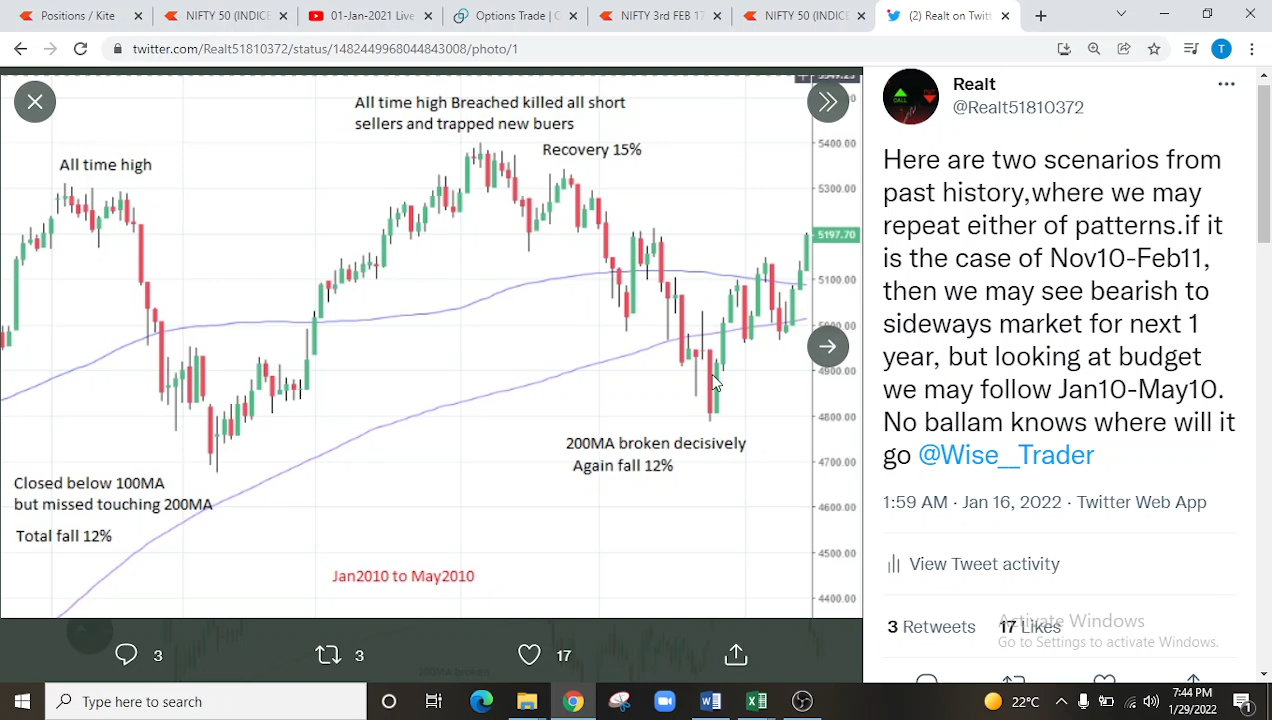 Positions / Kite
NIFTY 50 (INDICE
01-Jan-2021 Live
Options Trade | C
NIFTY 3rd FEB 17
NIFTY 50 (INDICE
(2) Realt on Twitt
twitter.com/Realt51810372/status/1482449968044843008/photo/1
T
All time high
All time high Breached killed all short
sellers and trapped new buers
Recovery 15%
5400.00
5300.00
5197.70
5100.00
5000.00
4900.00
4800.00
4700.00
4600.00
4500.00
4400.00
200MA broken decisively
Again fall 12%
Closed below 100MA
but missed touching 200MA
Total fall 12%
Jan2010 to May2010
200MA broken
3
3
17
Realt
@Realt51810372
Here are two scenarios from
past history,where we may
repeat either of patterns.if it
is the case of Nov10-Feb11,
then we may see bearish to
sideways market for next 1
year, but looking at budget
we may follow Jan10-May10.
No ballam knows where will it
go @Wise__Trader
1:59 AM · Jan 16, 2022 · Twitter Web App
View Tweet activity
3 Retweets 17 Likes
Activate Windows
Go to Settings to activate Windows.
Type here to search
22°C
7:44 PM
1/29/2022
1